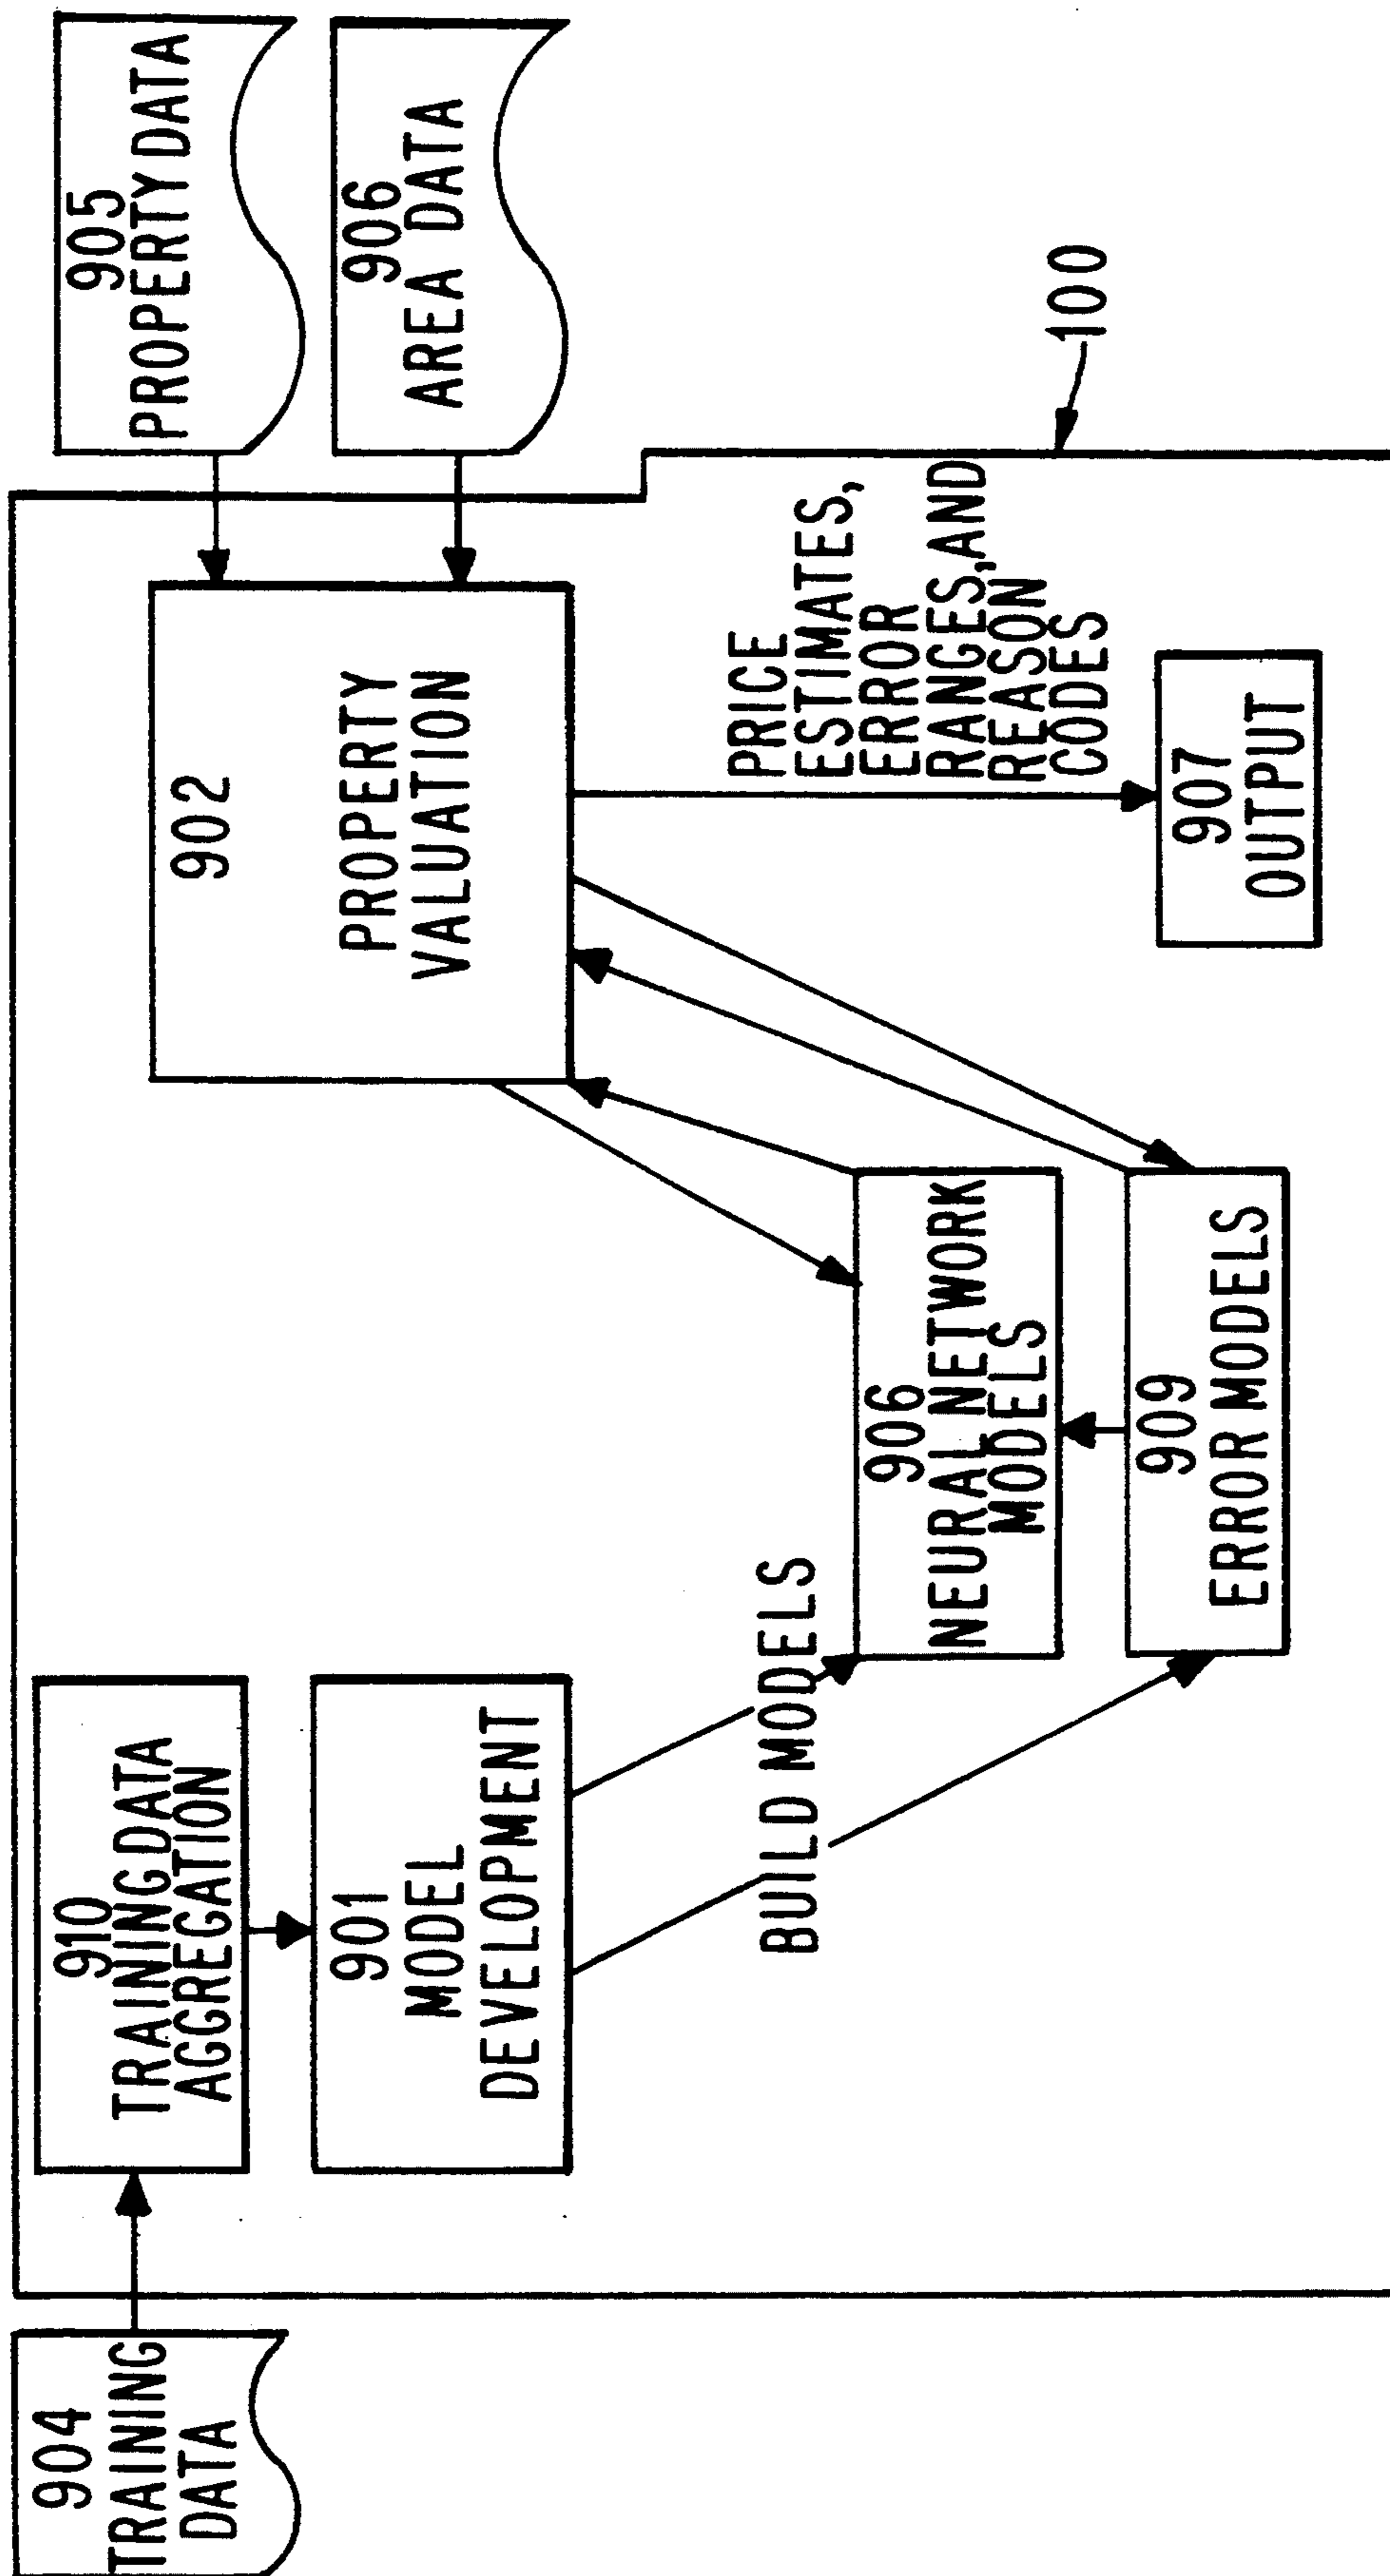 904
TRAINING
DATA
910
TRAINING DATA
AGGREGATION
901
MODEL
DEVELOPMENT
BUILD MODELS
906
NEURAL NETWORK
MODELS
909
ERROR MODELS
902
PROPERTY
VALUATION
PRICE
ESTIMATES,
ERROR
RANGES, AND
REASON
CODES
907
OUTPUT
905
PROPERTY DATA
906
AREA DATA
100